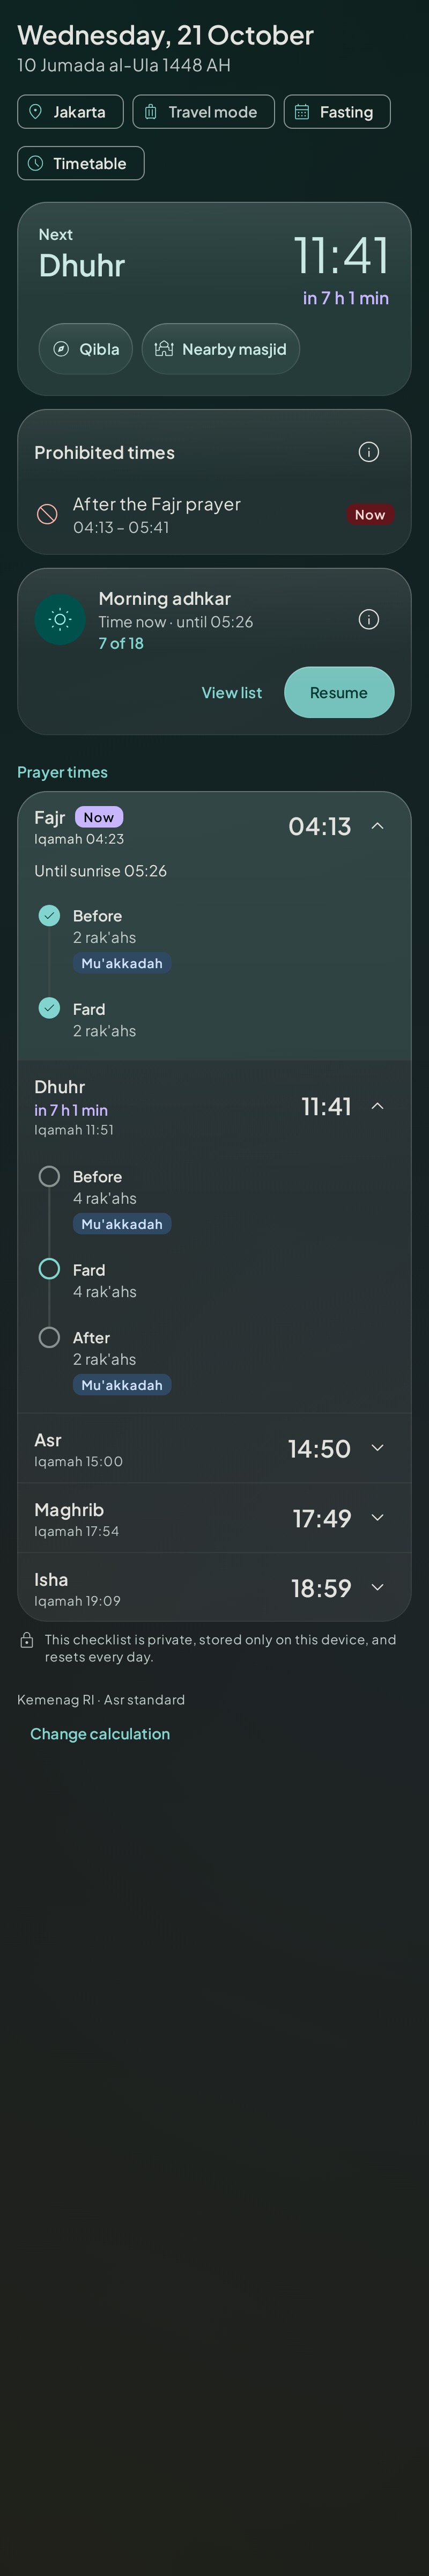 Wednesday, 21 October
10 Jumada al-Ula 1448 AH
Jakarta
Travel mode
Fasting
Timetable
Next
Dhuhr
11:41
in 7 h 1 min
Qibla
Nearby masjid
Prohibited times
After the Fajr prayer
04:13 – 05:41
Now
Morning adhkar
Time now · until 05:26
7 of 18
View list
Resume
Prayer times
Fajr
Now
Iqamah 04:23
04:13
Until sunrise 05:26
Before
2 rak'ahs
Mu'akkadah
Fard
2 rak'ahs
Dhuhr
in 7 h 1 min
Iqamah 11:51
11:41
Before
4 rak'ahs
Mu'akkadah
Fard
4 rak'ahs
After
2 rak'ahs
Mu'akkadah
Asr
Iqamah 15:00
14:50
Maghrib
Iqamah 17:54
17:49
Isha
Iqamah 19:09
18:59
This checklist is private, stored only on this device, and
resets every day.
Kemenag RI · Asr standard
Change calculation